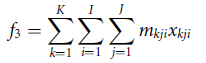 $f_3 = \sum_{k=1}^{K} \sum_{i=1}^{I} \sum_{j=1}^{J} m_{kji} x_{kji}$